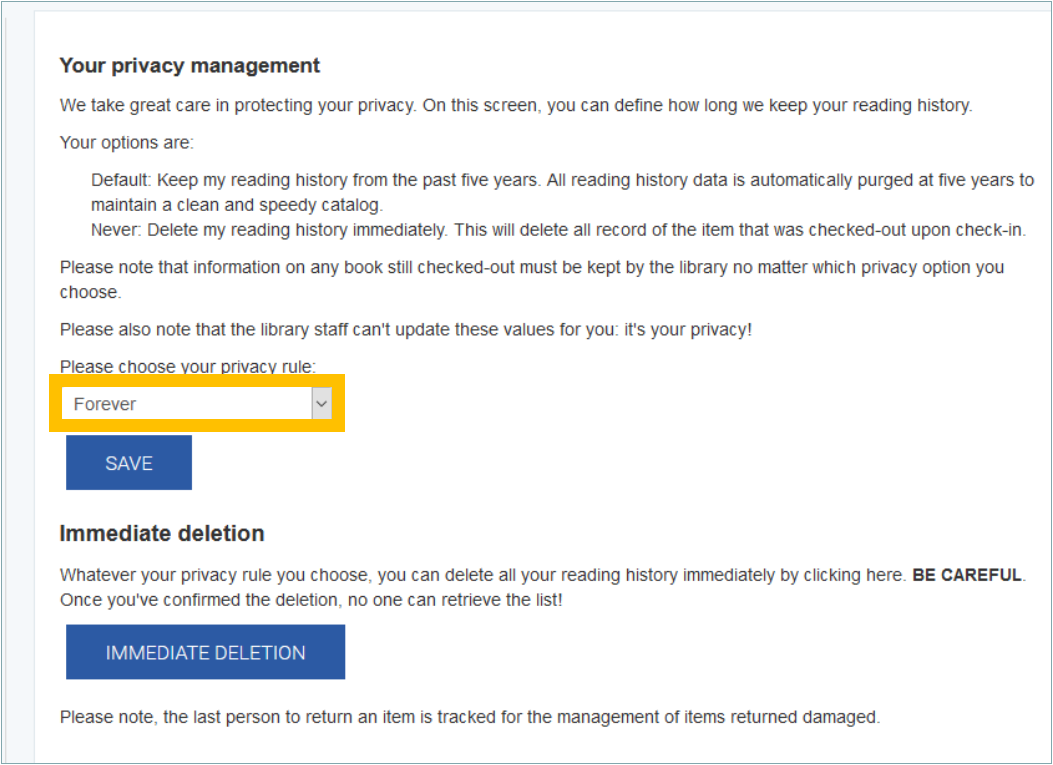 Your privacy management
We take great care in protecting your privacy. On this screen, you can define how long we keep your reading history.
Your options are:
Default: Keep my reading history from the past five years. All reading history data is automatically purged at five years to
maintain a clean and speedy catalog.
Never: Delete my reading history immediately. This will delete all record of the item that was checked-out upon check-in.
Please note that information on any book still checked-out must be kept by the library no matter which privacy option you
choose.
Please also note that the library staff can't update these values for you: it's your privacy!
Please choose your privacy rule:
Forever
SAVE
Immediate deletion
Whatever your privacy rule you choose, you can delete all your reading history immediately by clicking here. BE CAREFUL.
Once you've confirmed the deletion, no one can retrieve the list!
IMMEDIATE DELETION
Please note, the last person to return an item is tracked for the management of items returned damaged.